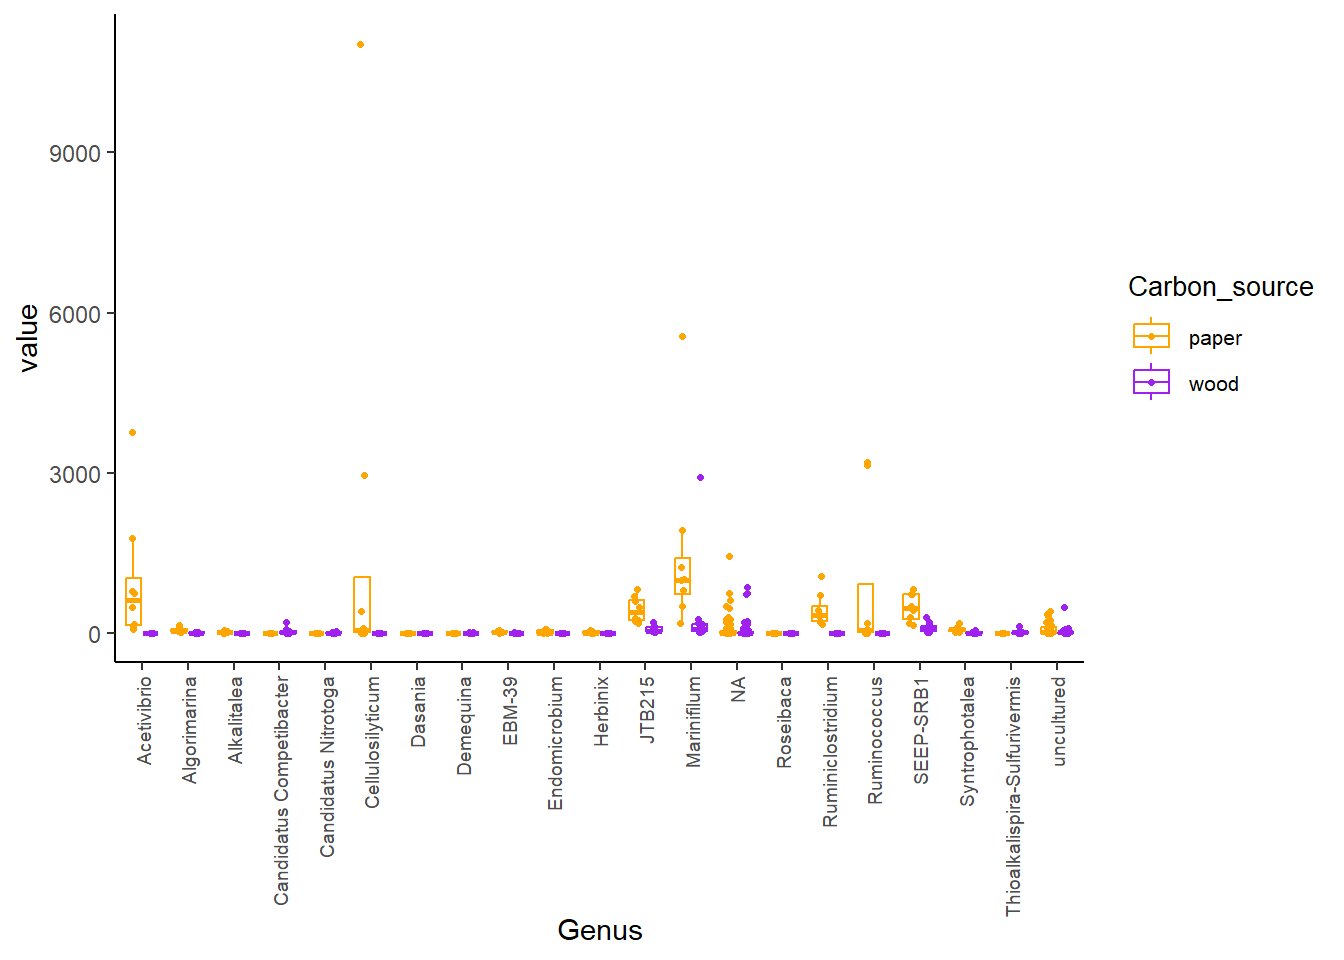 9000
6000
3000
0
value
Acetivibrio
Algorimarina
Alkalitalea
Candidatus Competibacter
Candidatus Nitrotoga
Cellulosilyticum
Dasania
Demequina
EBM-39
Endomicrobium
Herbinix
JTB215
Marinifilum
NA
Roseibaca
Ruminiclostridium
Ruminococcus
SEEP-SRB1
Syntrophotalea
Thioalkalispira-Sulfurivermis
uncultured
Genus
Carbon_source
paper
wood